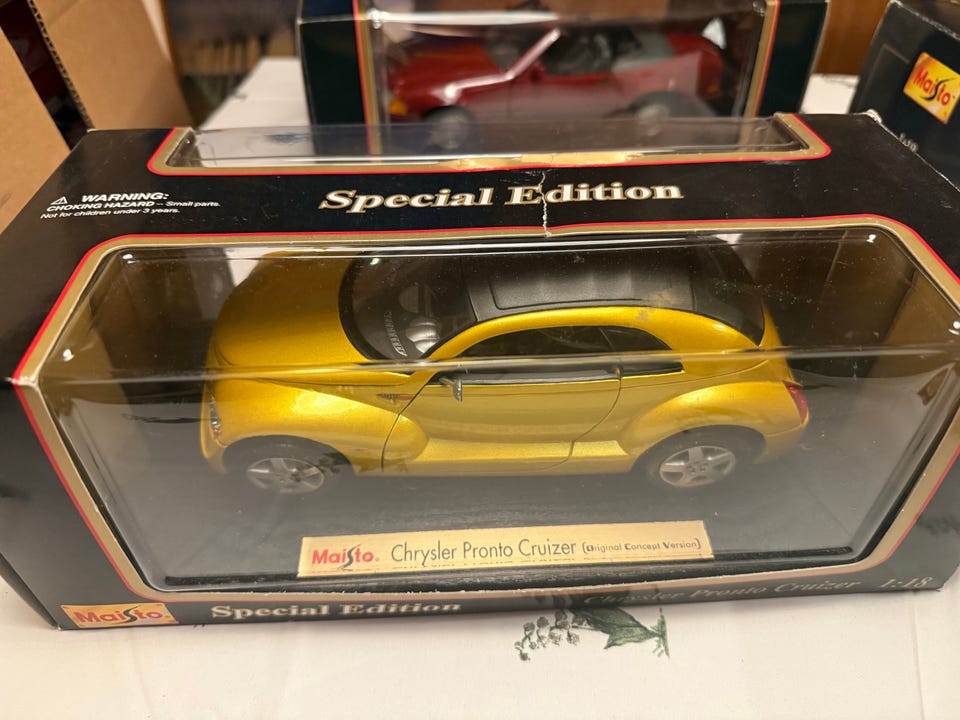 Maisto
WARNING:
CHOKING HAZARD -- Small parts.
Not for children under 3 years.
Special Edition
Maisto. Chrysler Pronto Cruizer (Original Concept Version)
Maisto. Special Edition Chrysler Pronto Cruizer 1:18